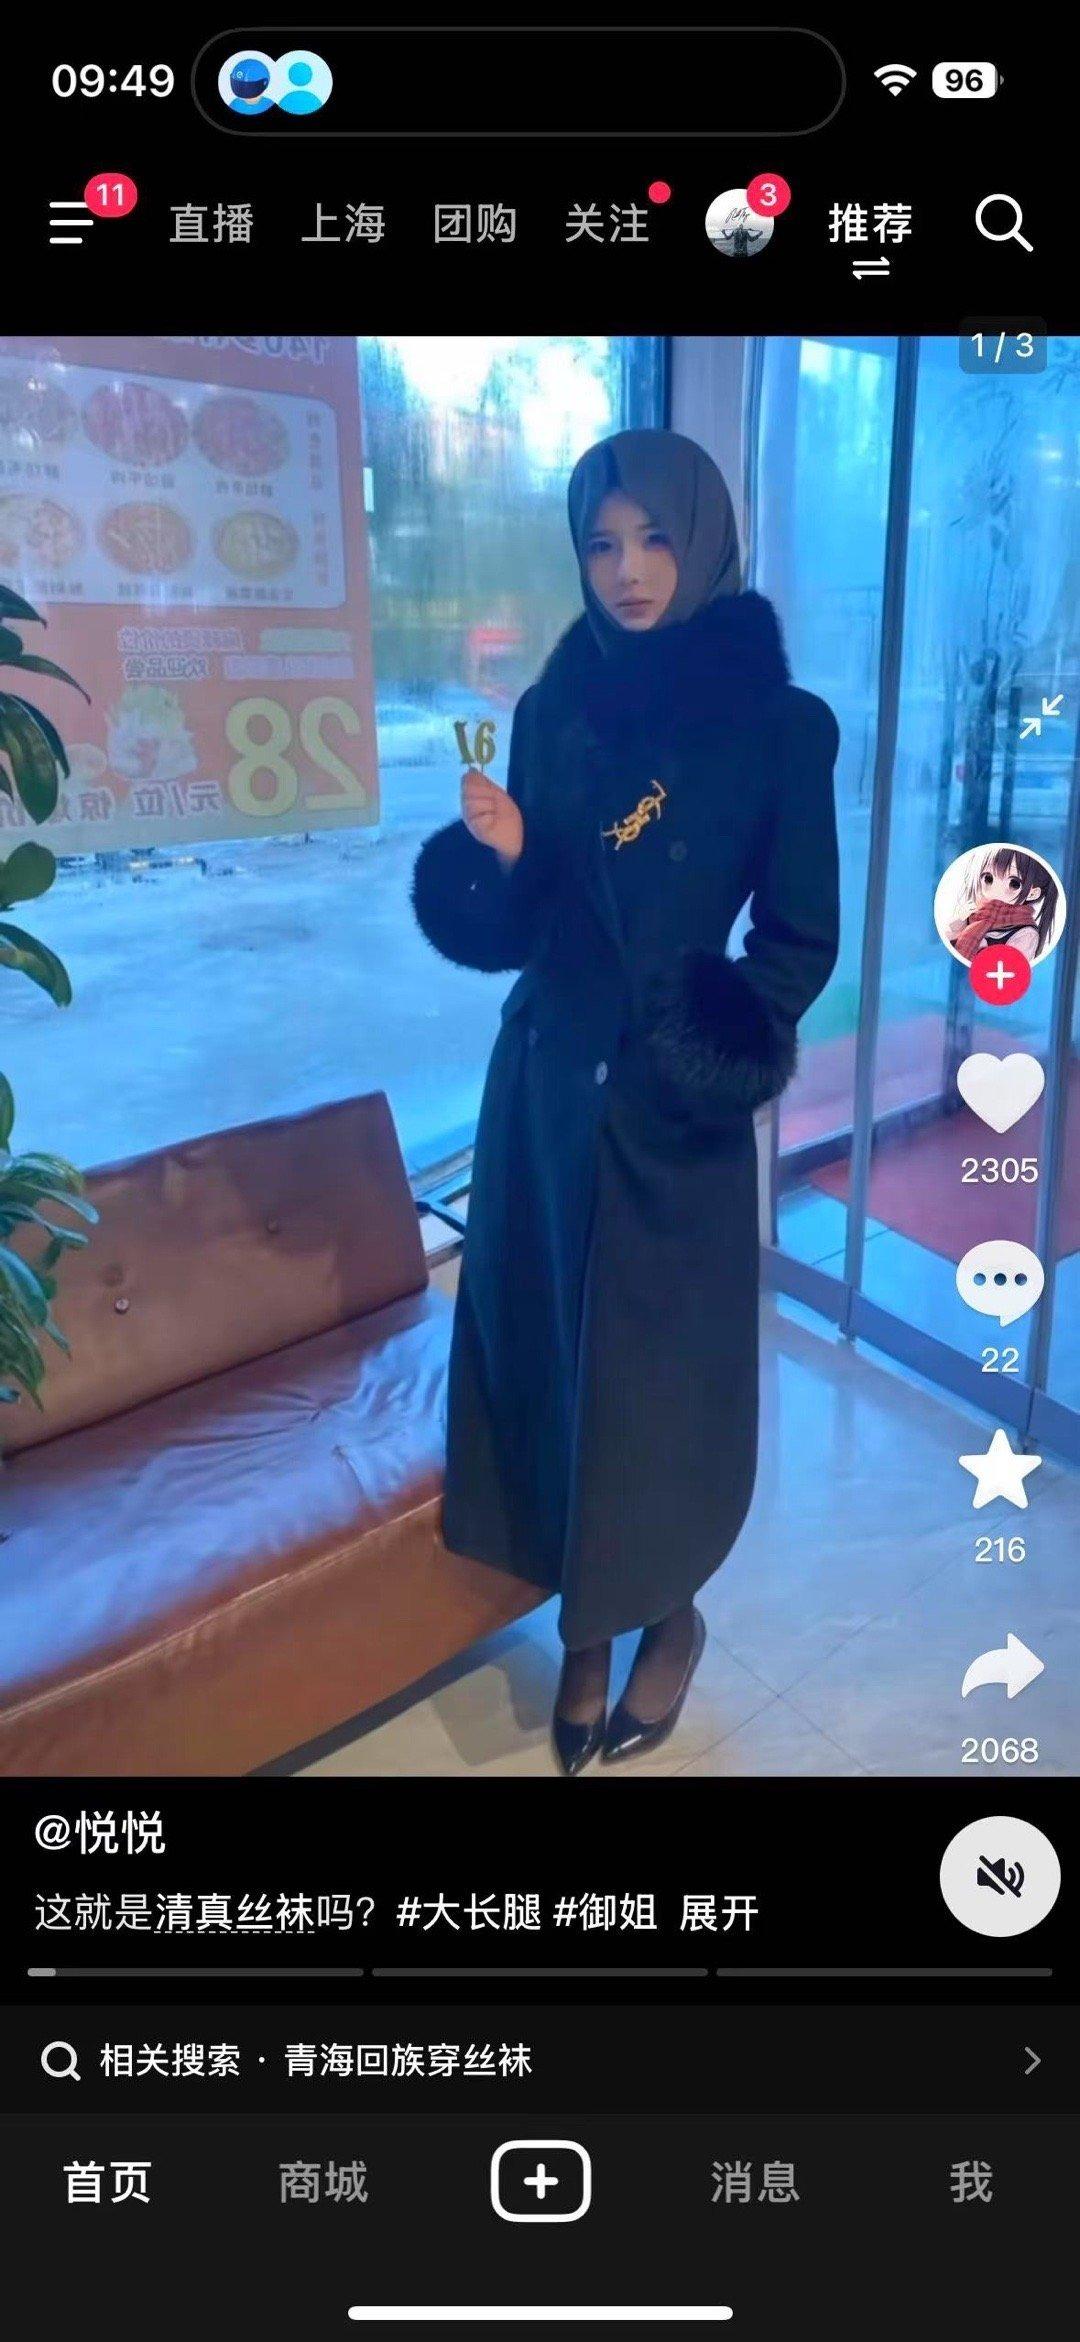 09:49
96
11
直播
上海
团购
关注
3
推荐
1/3
28
元/位
16
2305
22
216
2068
@悦悦
这就是清真丝袜吗？#大长腿 #御姐 展开
相关搜索 · 青海回族穿丝袜
首页
商城
消息
我